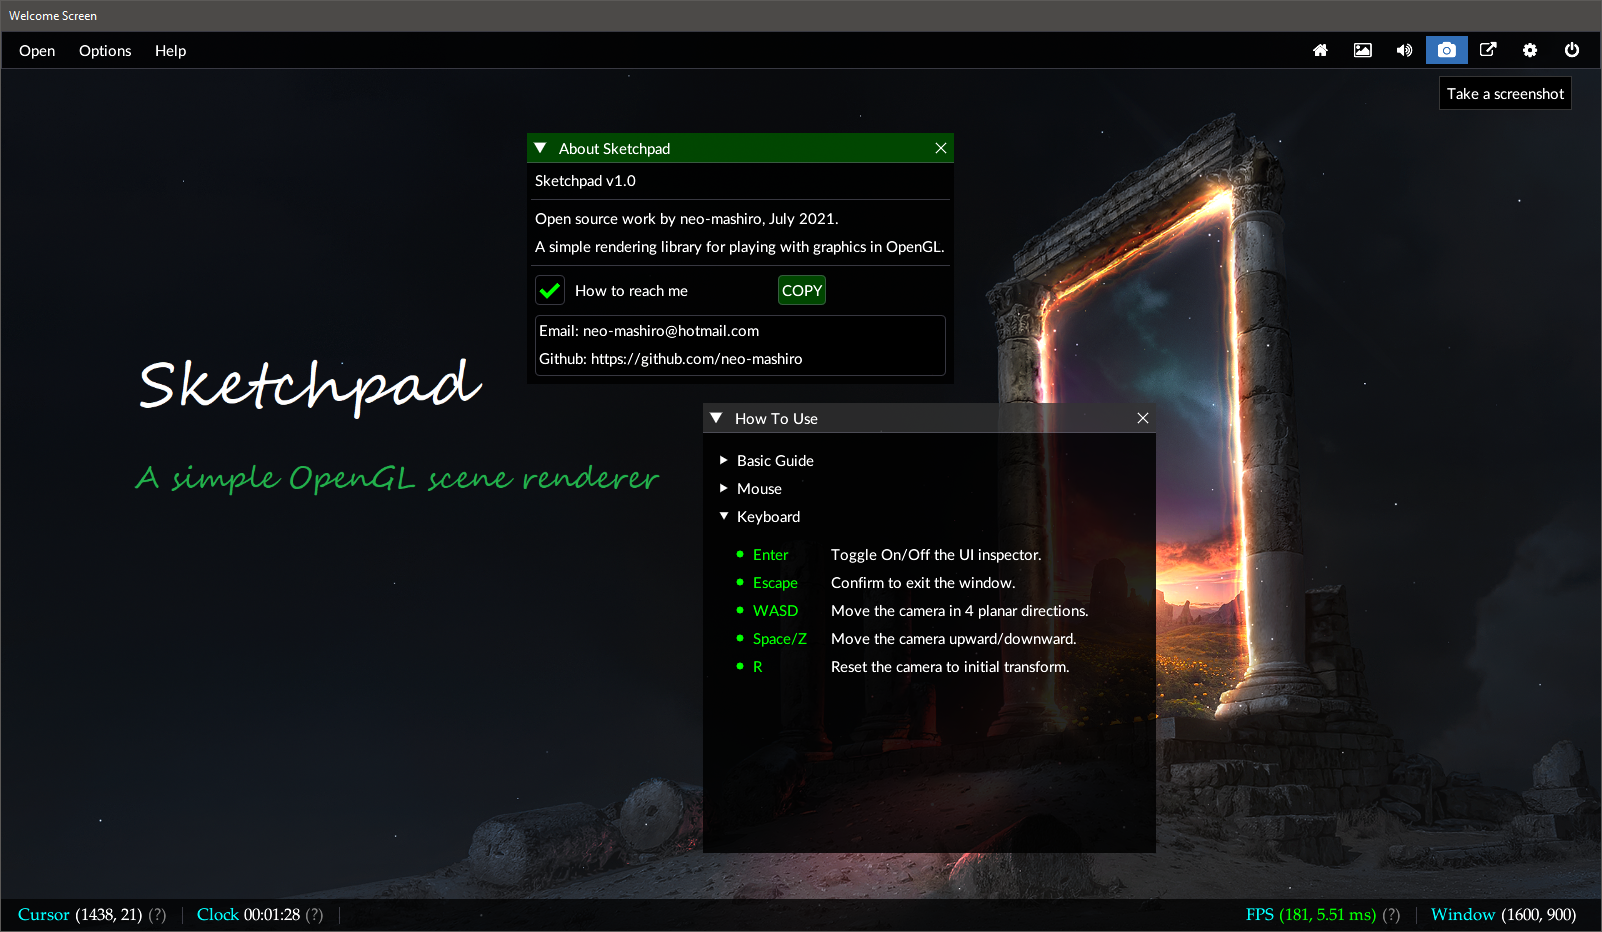 Welcome Screen
Open Options Help
Take a screenshot
About Sketchpad
Sketchpad v1.0
Open source work by neo-mashiro, July 2021.
A simple rendering library for playing with graphics in OpenGL.
How to reach me COPY
Email: neo-mashiro@hotmail.com
Github: https://github.com/neo-mashiro
Sketchpad
A simple OpenGL scene renderer
How To Use
Basic Guide
Mouse
Keyboard
Enter Toggle On/Off the UI inspector.
Escape Confirm to exit the window.
WASD Move the camera in 4 planar directions.
Space/Z Move the camera upward/downward.
R Reset the camera to initial transform.
Cursor (1438, 21) (?) Clock 00:01:28 (?) FPS (181, 5.51 ms) (?) Window (1600, 900)